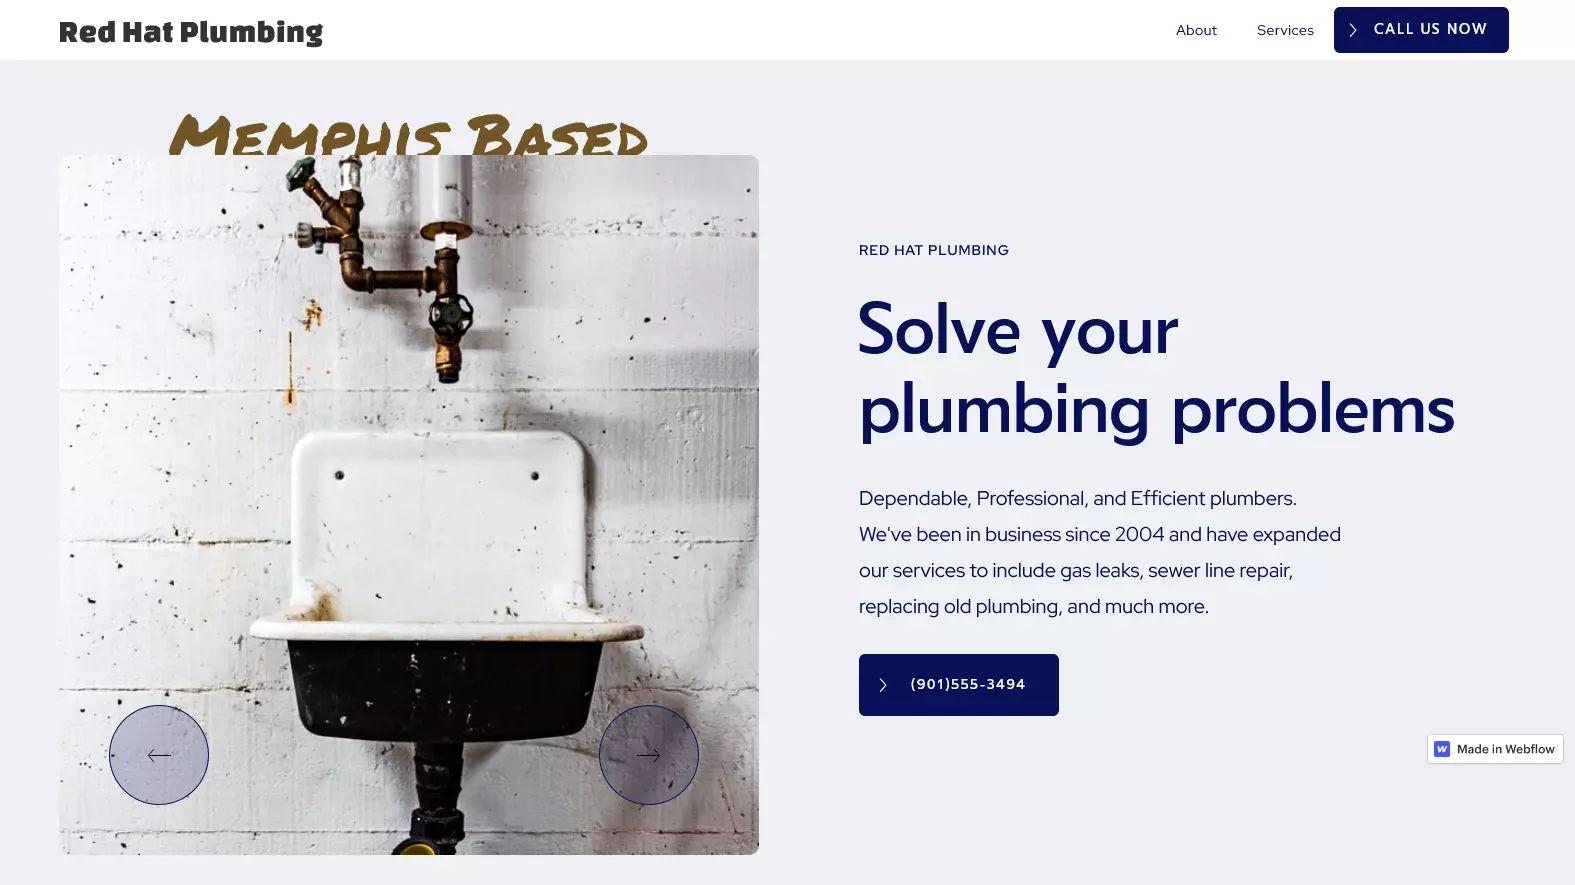 Red Hat Plumbing
About
Services
CALL US NOW
Memphis Based
RED HAT PLUMBING
Solve your
plumbing problems
Dependable, Professional, and Efficient plumbers.
We've been in business since 2004 and have expanded
our services to include gas leaks, sewer line repair,
replacing old plumbing, and much more.
(901)555-3494
Made in Webflow